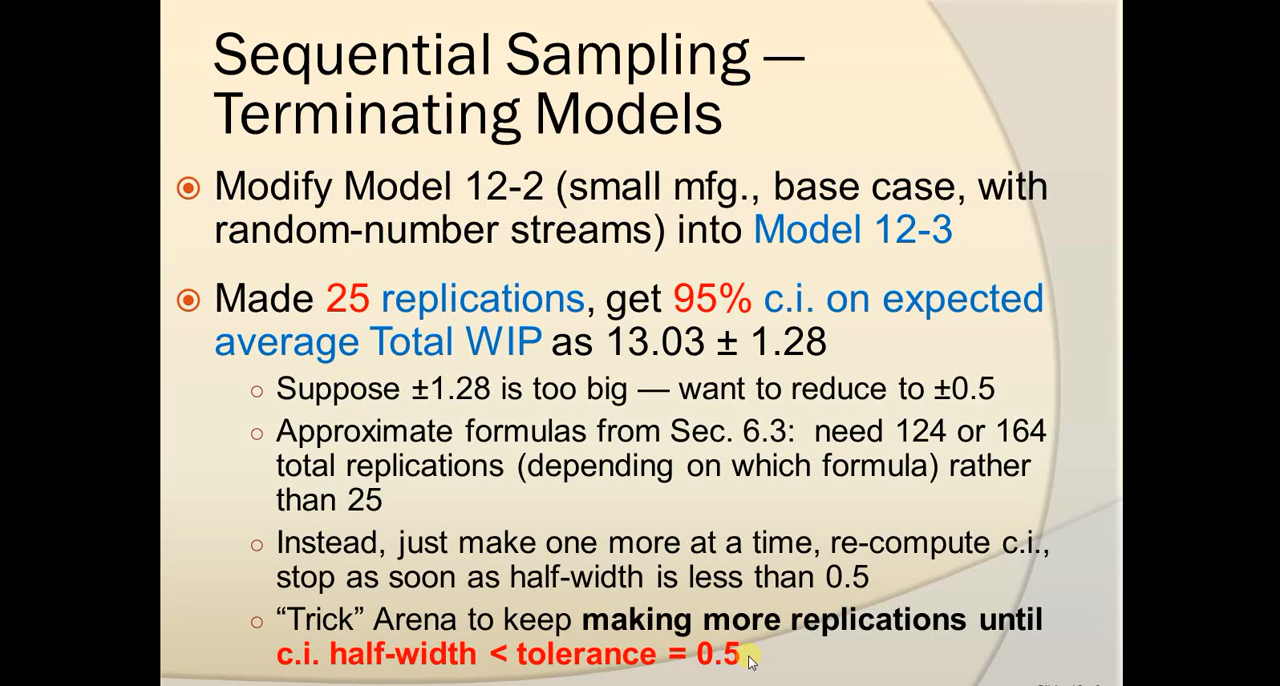 Sequential Sampling —
Terminating Models
Modify Model 12-2 (small mfg., base case, with
random-number streams) into Model 12-3
Made 25 replications, get 95% c.i. on expected
average Total WIP as 13.03 ± 1.28
Suppose ±1.28 is too big — want to reduce to ±0.5
Approximate formulas from Sec. 6.3: need 124 or 164
total replications (depending on which formula) rather
than 25
Instead, just make one more at a time, re-compute c.i.,
stop as soon as half-width is less than 0.5
“Trick” Arena to keep making more replications until
c.i. half-width < tolerance = 0.5